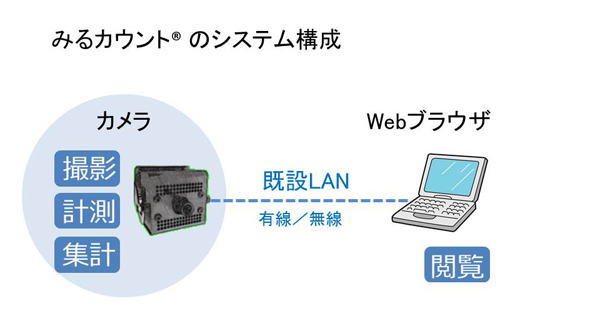 みるカウント® のシステム構成
カメラ
Webブラウザ
撮影
計測
集計
既設LAN
有線／無線
閲覧